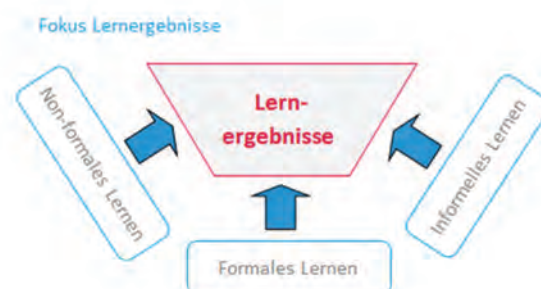 Fokus Lernergebnisse
Lern-
ergebnisse
Non-formales Lernen
Informelles Lernen
Formales Lernen